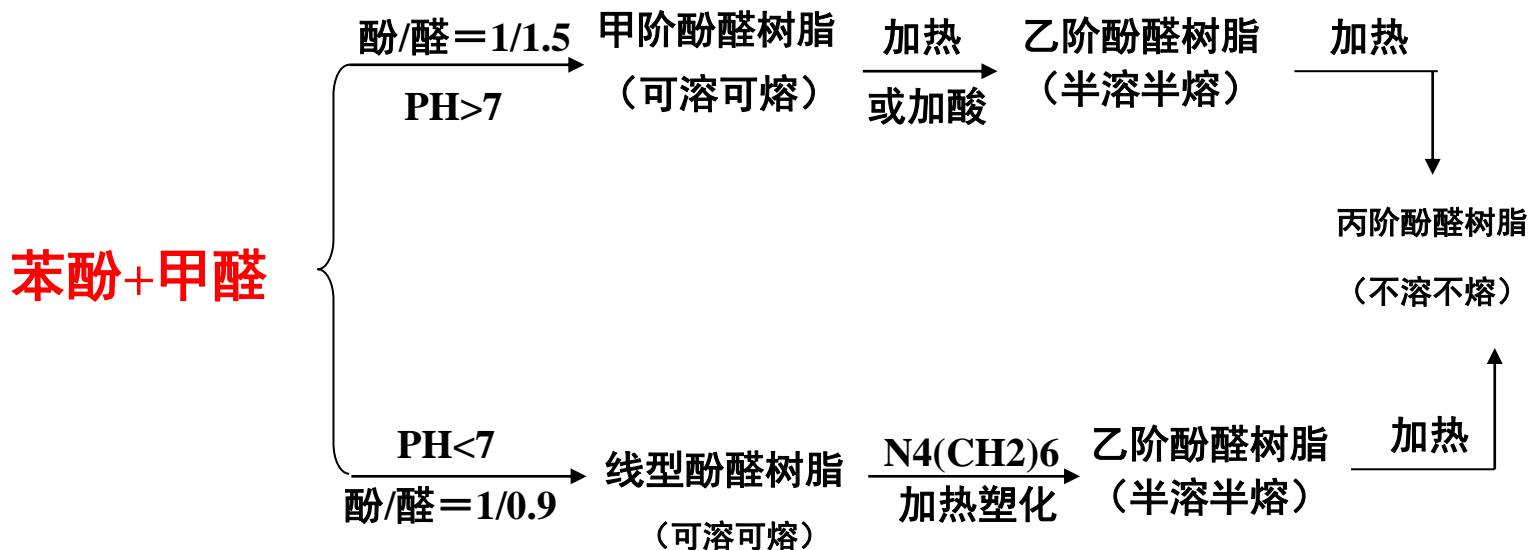 酚/醛＝1/1.5
PH>7
甲阶酚醛树脂
（可溶可熔）
加热
或加酸
乙阶酚醛树脂
（半溶半熔）
加热
丙阶酚醛树脂
（不溶不熔）
苯酚+甲醛
PH<7
酚/醛＝1/0.9
线型酚醛树脂
（可溶可熔）
N4(CH2)6
加热塑化
乙阶酚醛树脂
（半溶半熔）
加热